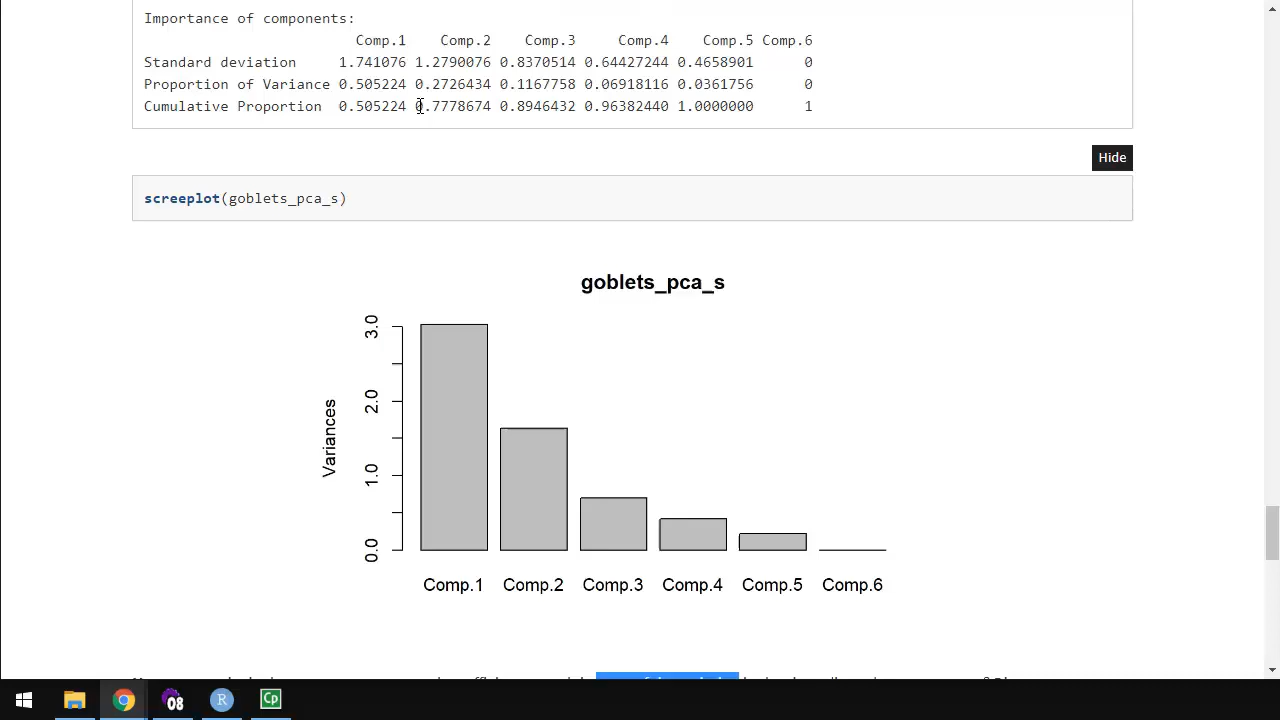 Importance of components:
Comp.1 Comp.2 Comp.3 Comp.4 Comp.5 Comp.6
Standard deviation 1.741076 1.2790076 0.8370514 0.64427244 0.4658901 0
Proportion of Variance 0.505224 0.2726434 0.1167758 0.06918116 0.0361756 0
Cumulative Proportion 0.505224 0.7778674 0.8946432 0.96382440 1.0000000 1
Hide
screeplot(goblets_pca_s)
goblets_pca_s
Variances
3.0
2.0
1.0
0.0
Comp.1 Comp.2 Comp.3 Comp.4 Comp.5 Comp.6
08
R
Cp